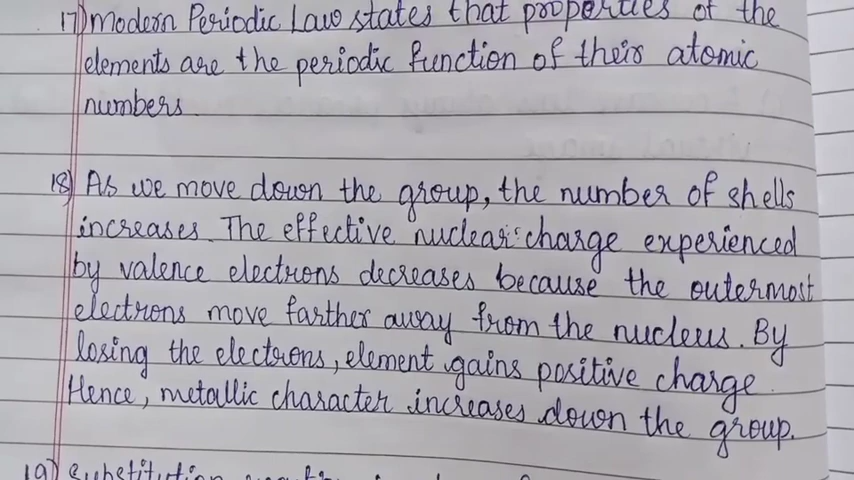 17) Modern Periodic Law states that properties of the
elements are the periodic function of their atomic
numbers.
18) As we move down the group, the number of shells
increases. The effective nuclear charge experienced
by valence electrons decreases because the outermost
electrons move farther away from the nucleus. By
losing the electrons, element gains positive charge.
Hence, metallic character increases down the group.
19) Substitution